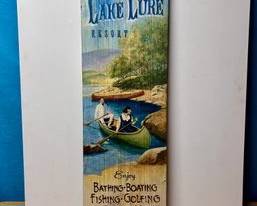 LAKE LURE
RESORT
Enjoy
BATHING·BOATING
FISHING·GOLFING